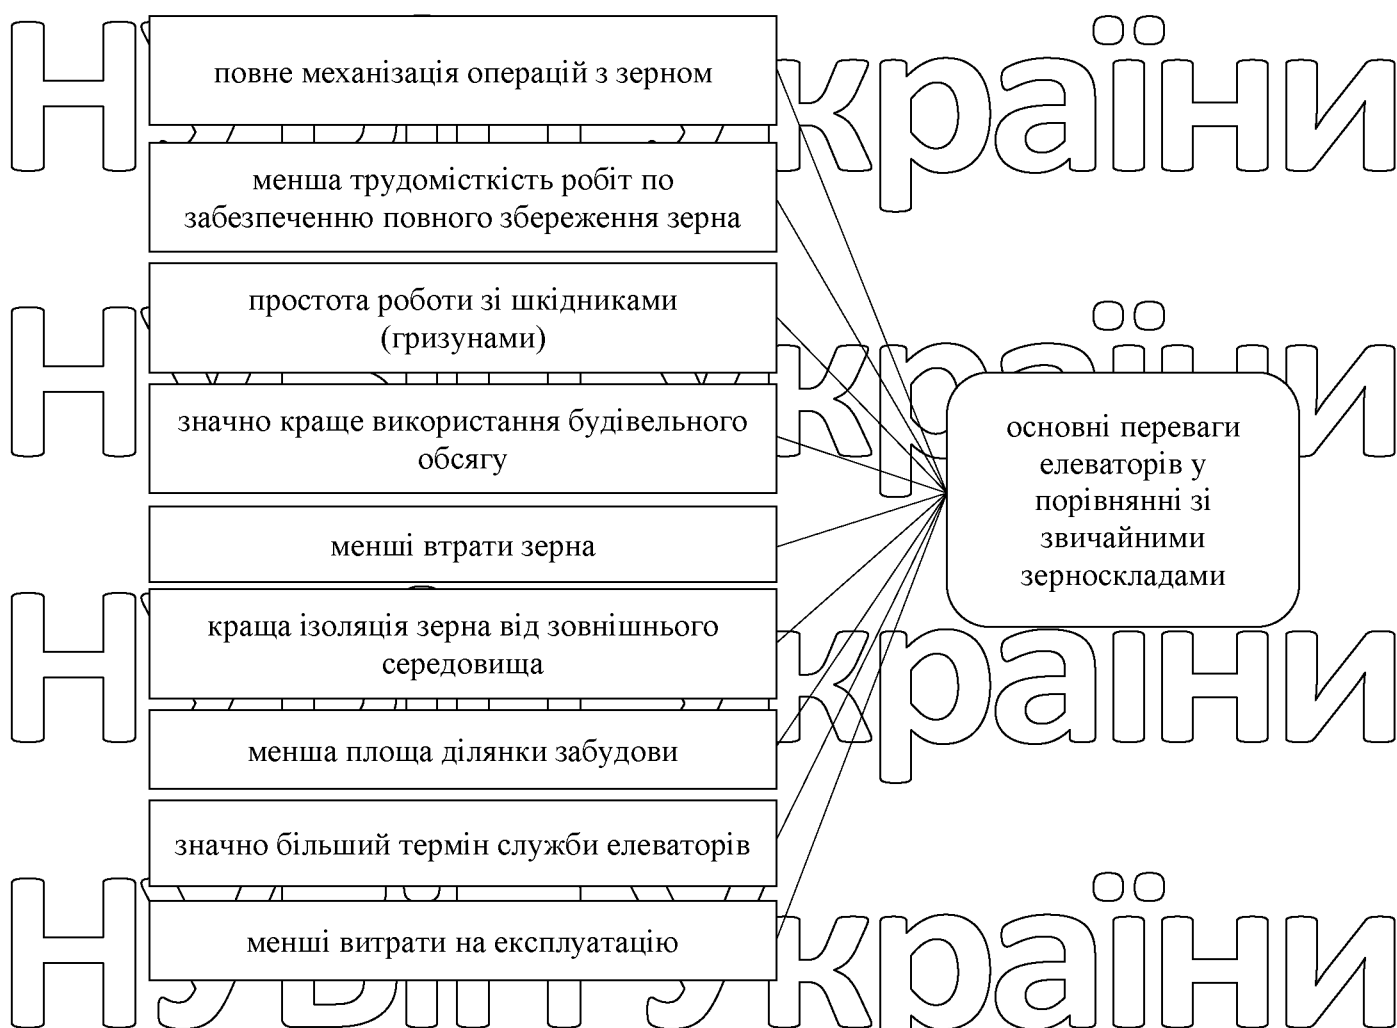 повне механізація операцій з зерном
менша трудомісткість робіт по
забезпеченню повного збереження зерна
простота роботи зі шкідниками
(гризунами)
значно краще використання будівельного
обсягу
менші втрати зерна
краща ізоляція зерна від зовнішнього
середовища
менша площа ділянки забудови
значно більший термін служби елеваторів
менші витрати на експлуатацію
основні переваги
елеваторів у
порівнянні зі
звичайними
зерноскладами